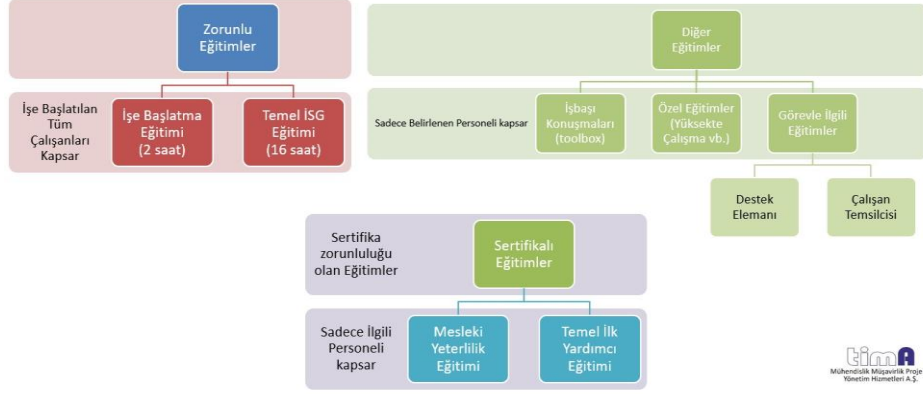 Zorunlu
Eğitimler
İşe Başlatılan
Tüm
Çalışanları
Kapsar
İşe Başlatma
Eğitimi
(2 saat)
Temel İSG
Eğitimi
(16 saat)
Diğer
Eğitimler
Sadece Belirlenen Personeli kapsar
İşbaşı
Konuşmaları
(toolbox)
Özel Eğitimler
(Yüksekte
Çalışma vb.)
Görevle İlgili
Eğitimler
Destek
Elemanı
Çalışan
Temsilcisi
Sertifika
zorunluluğu
olan Eğitimler
Sertifikalı
Eğitimler
Sadece İlgili
Personeli
kapsar
Mesleki
Yeterlilik
Eğitimi
Temel İlk
Yardımcı
Eğitimi
timA
Mühendislik Müşavirlik Proje
Yönetim Hizmetleri A.Ş.